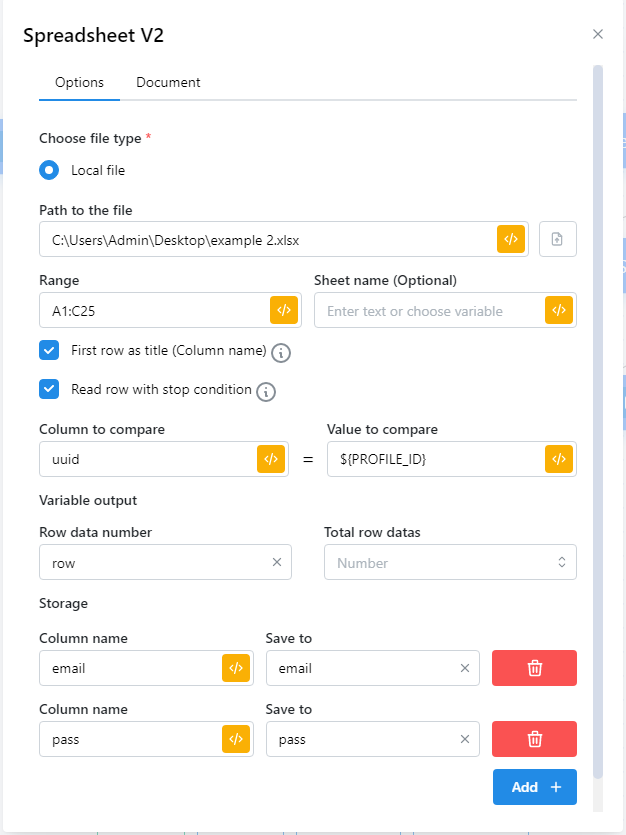 Spreadsheet V2
Options Document
Choose file type *
Local file
Path to the file
C:\Users\Admin\Desktop\example 2.xlsx </>
Range Sheet name (Optional)
A1:C25 </> Enter text or choose variable </>
First row as title (Column name)
Read row with stop condition
Column to compare Value to compare
uuid </> = ${PROFILE_ID} </>
Variable output
Row data number Total row datas
row Number
Storage
Column name Save to
email </> email
Column name Save to
pass </> pass
Add +